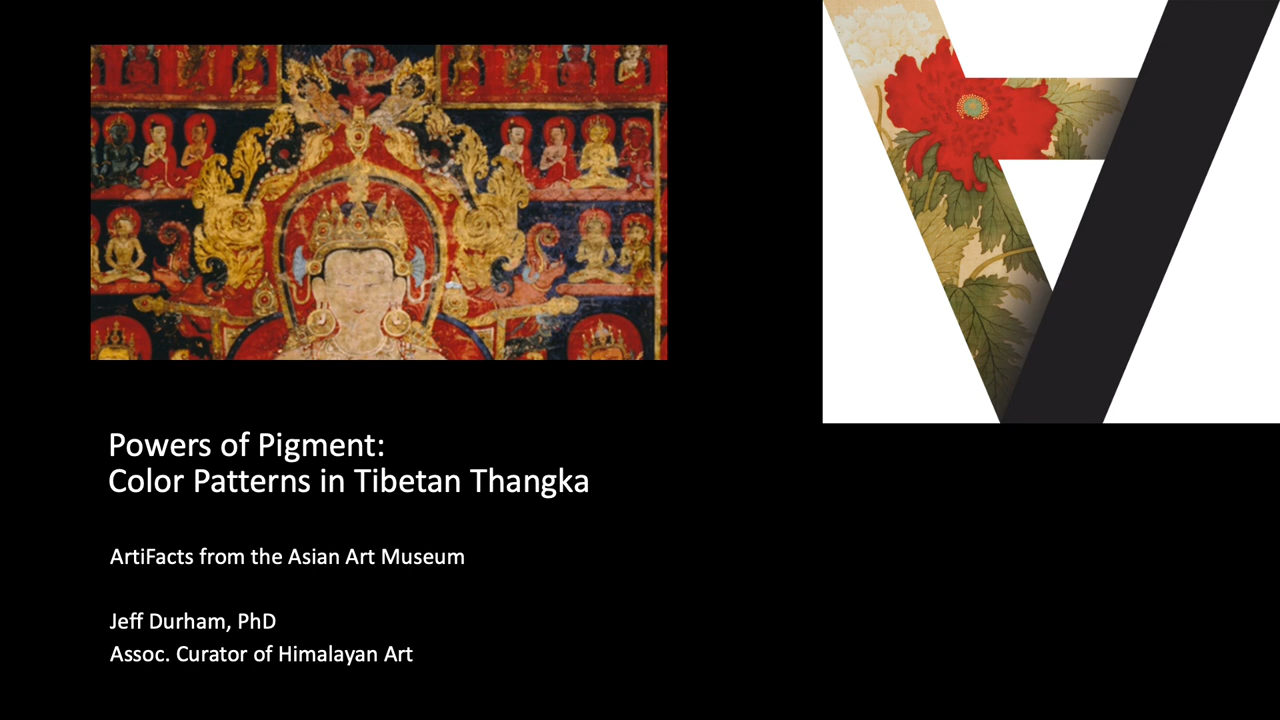 Powers of Pigment:
Color Patterns in Tibetan Thangka
ArtiFacts from the Asian Art Museum
Jeff Durham, PhD
Assoc. Curator of Himalayan Art